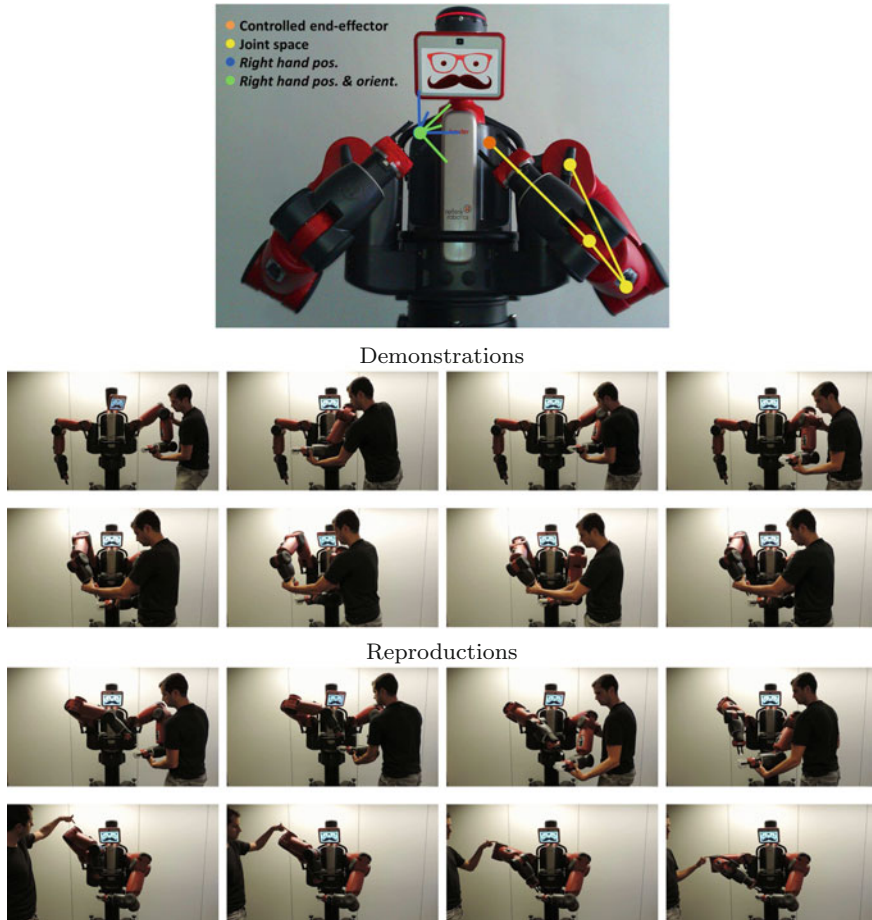 Controlled end-effector
Joint space
Right hand pos.
Right hand pos. & orient.
Demonstrations
Reproductions